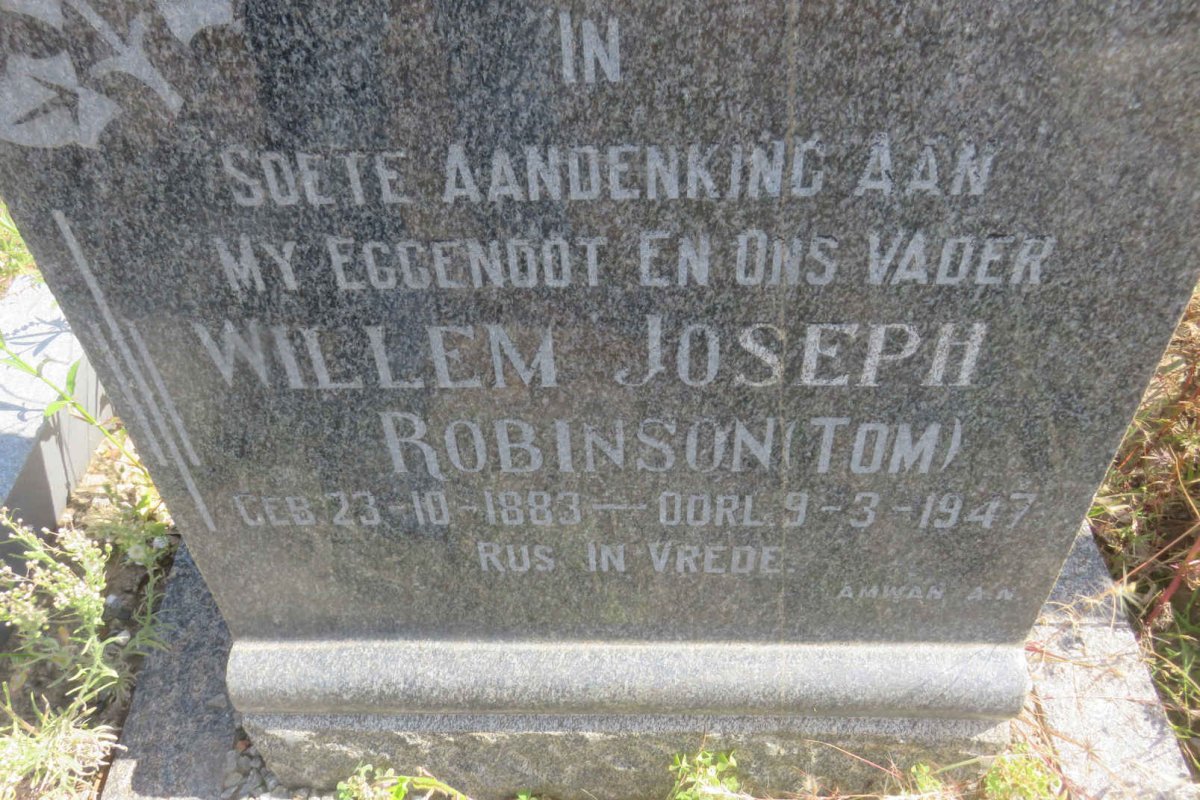 IN
SOETE AANDENKING AAN
MY EGGENOOT EN ONS VADER
WILLEM JOSEPH
ROBINSON (TOM)
GEB 23-10-1883 — OORL 9-3-1947
RUS IN VREDE.
AMWAN A.N.